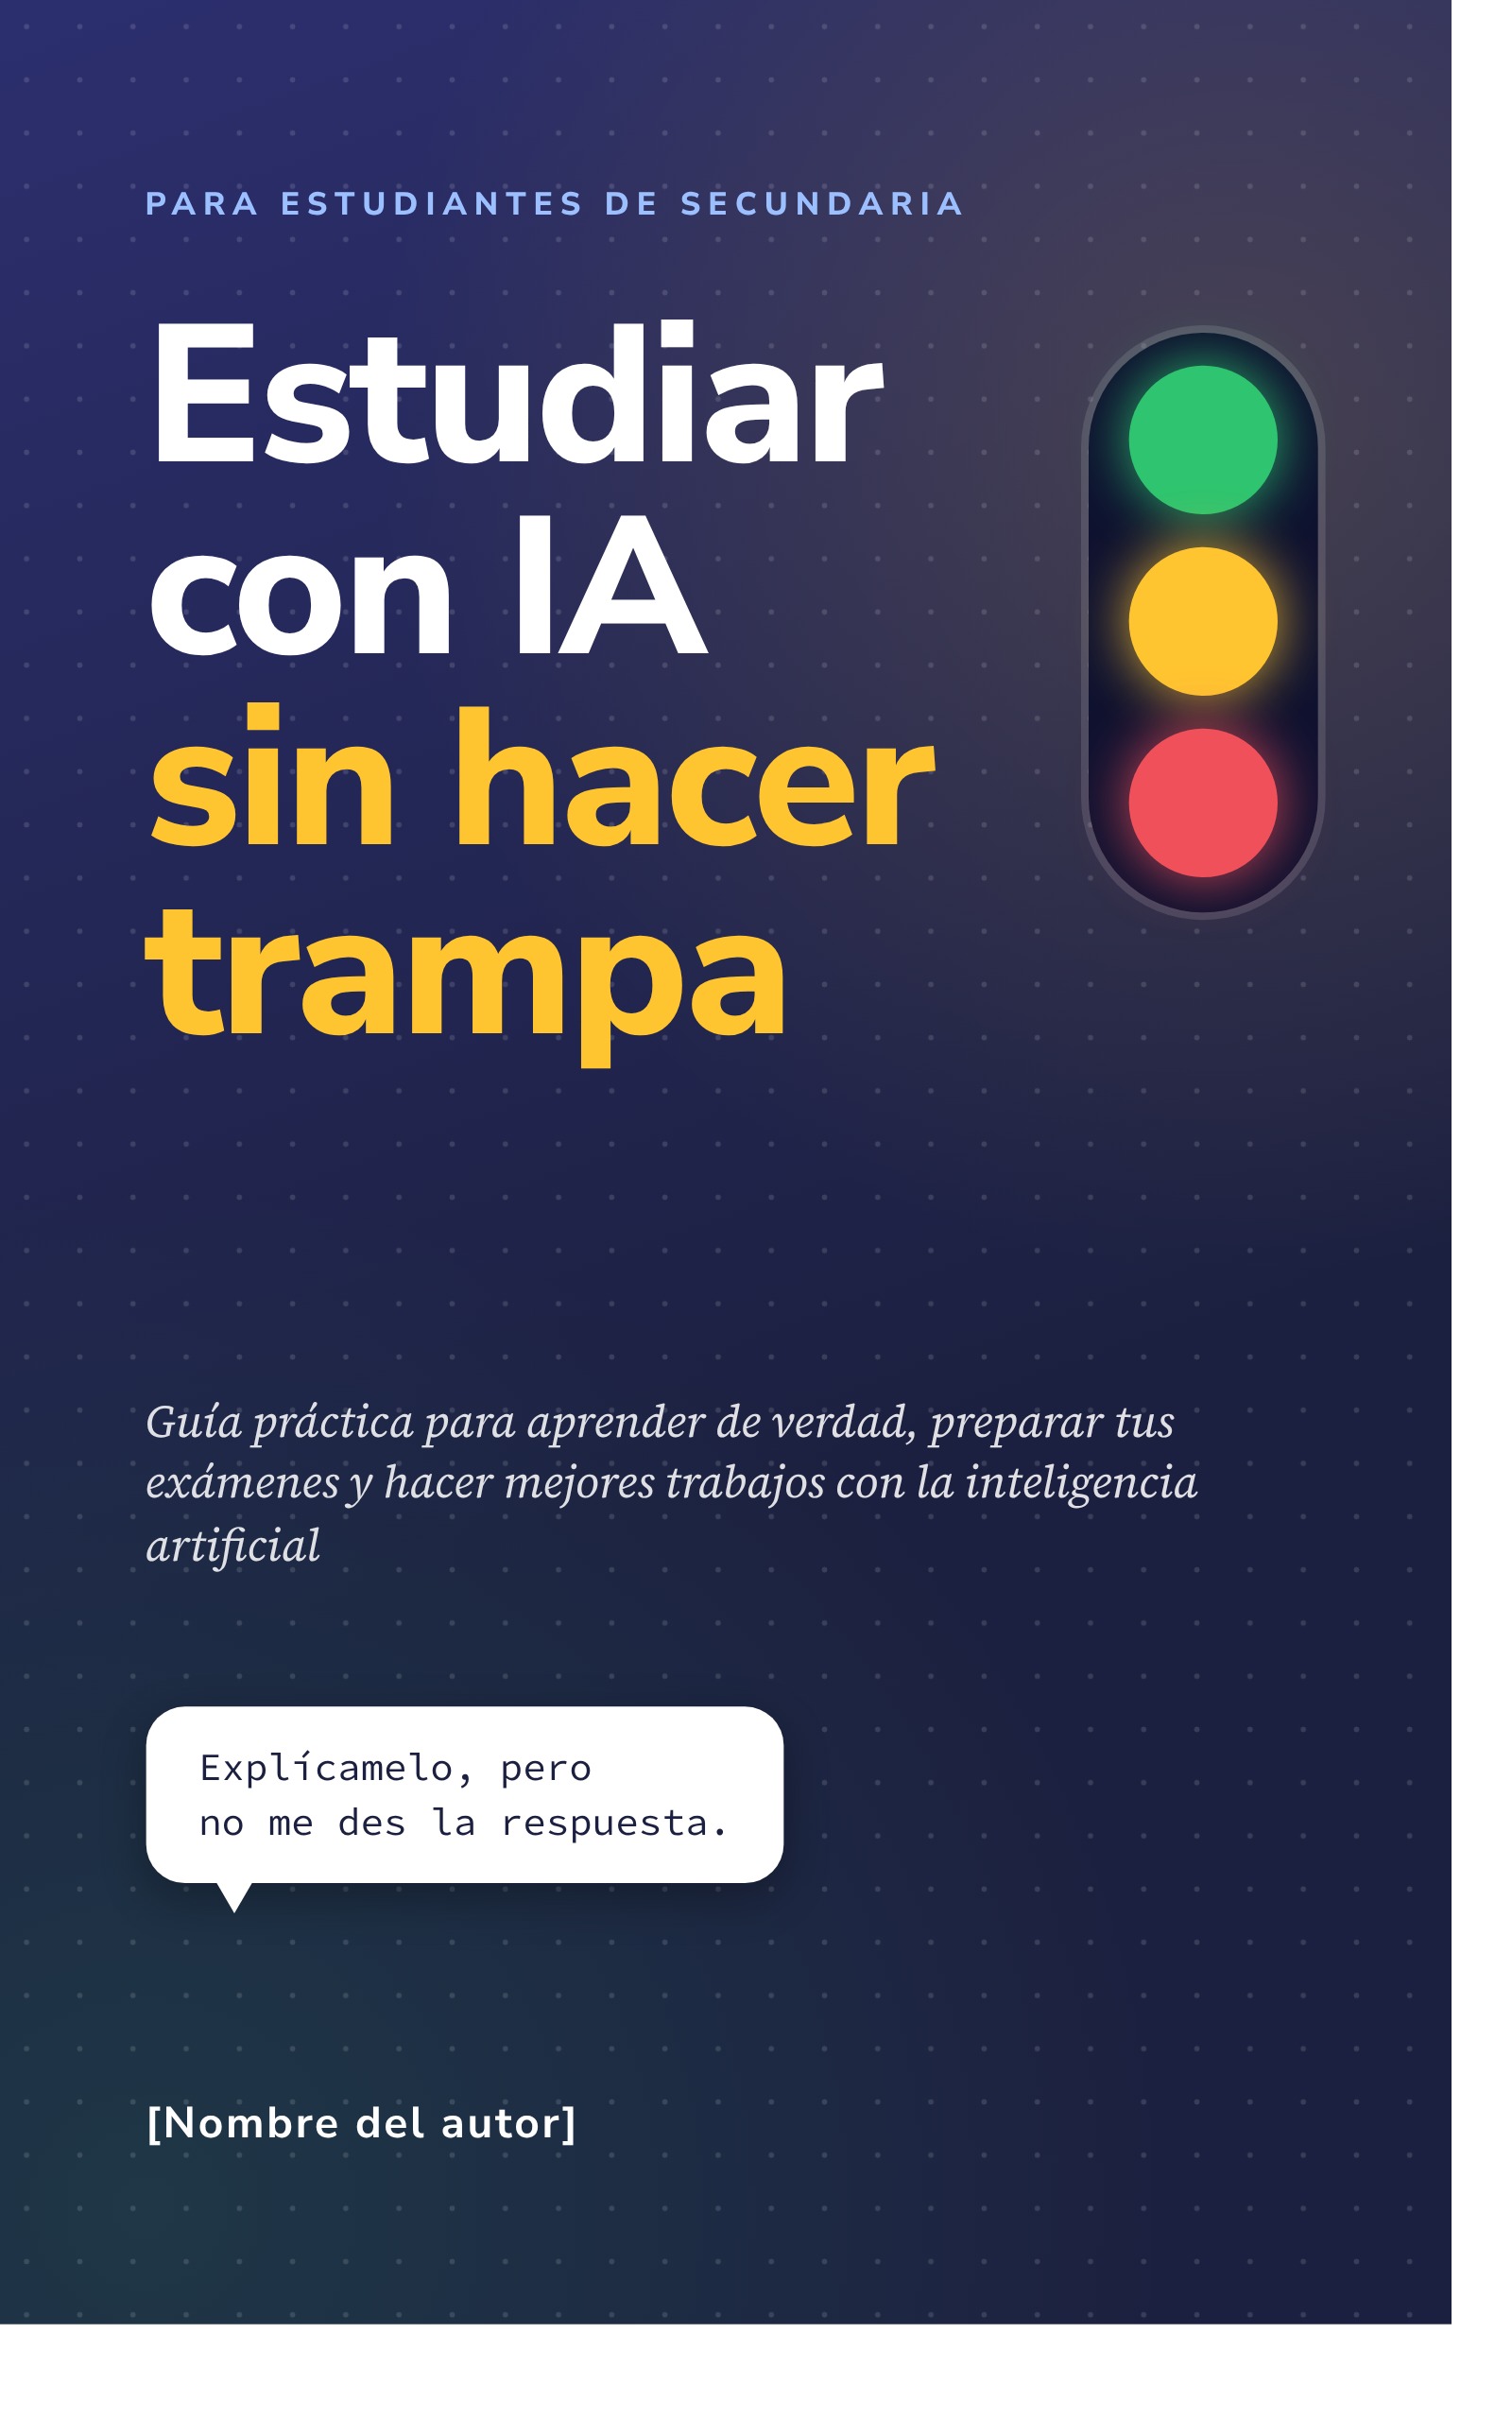 PARA ESTUDIANTES DE SECUNDARIA
Estudiar
con IA
sin hacer
trampa
Guía práctica para aprender de verdad, preparar tus
exámenes y hacer mejores trabajos con la inteligencia
artificial
Explícamelo, pero
no me des la respuesta.
[Nombre del autor]